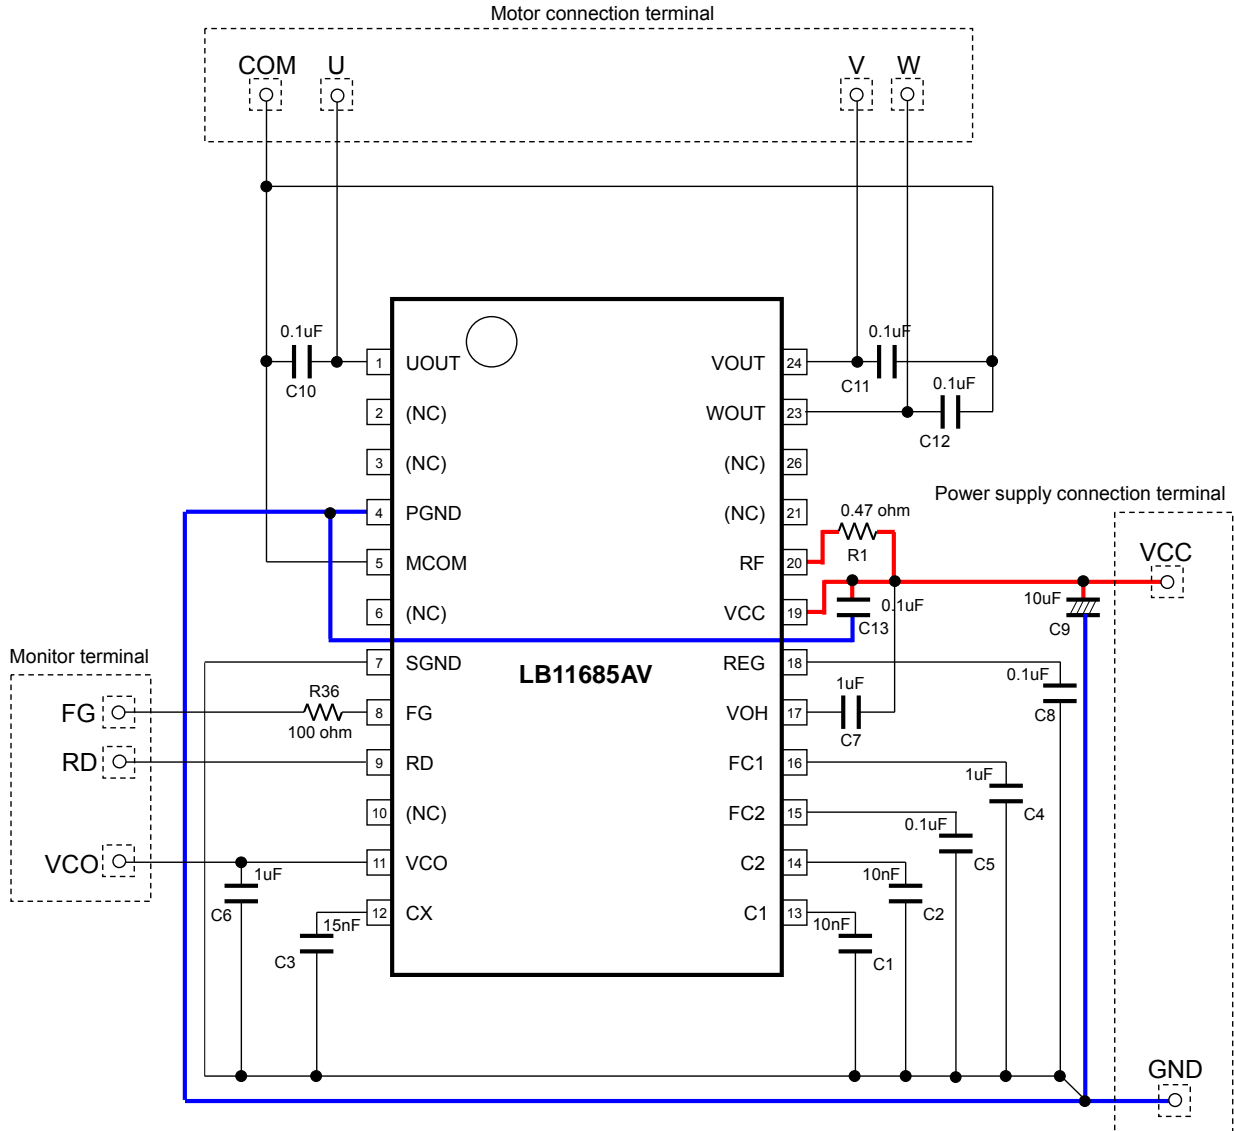 Motor connection terminal
COM U V W
0.1uF
C10
1 UOUT
2 (NC)
3 (NC)
4 PGND
5 MCOM
6 (NC)
7 SGND
8 FG
9 RD
10 (NC)
11 VCO
12 CX
LB11685AV
VOUT 24
WOUT 23
(NC) 26
(NC) 21
RF 20
VCC 19
REG 18
VOH 17
FC1 16
FC2 15
C2 14
C1 13
0.1uF
C11
0.1uF
C12
Power supply connection terminal
0.47 ohm
R1
VCC
0.1uF
C13
10uF
C9
0.1uF
C8
1uF
C7
1uF
C4
0.1uF
C5
10nF
C2
10nF
C1
GND
Monitor terminal
FG
R36
100 ohm
RD
VCO
1uF
C6
15nF
C3